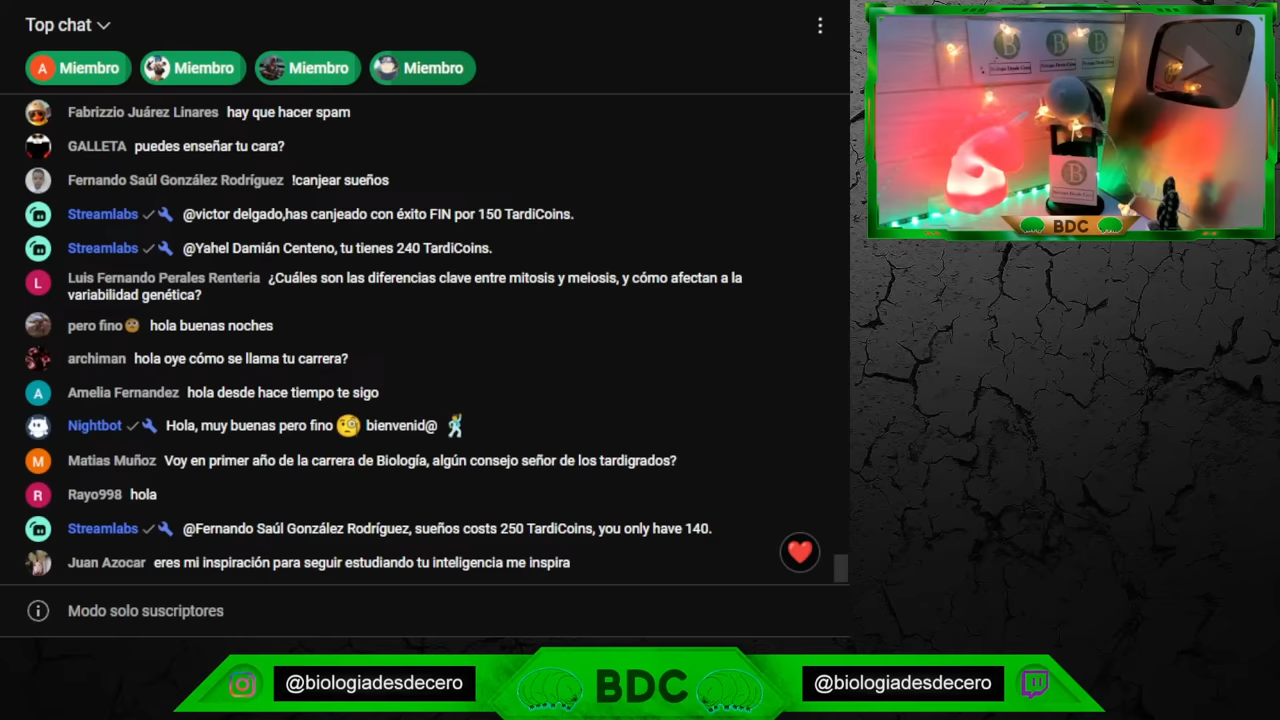 Top chat
A Miembro Miembro Miembro Miembro
Fabrizzio Juárez Linares hay que hacer spam
GALLETA puedes enseñar tu cara?
Fernando Saúl González Rodríguez !canjear sueños
Streamlabs @victor delgado,has canjeado con éxito FIN por 150 TardiCoins.
Streamlabs @Yahel Damián Centeno, tu tienes 240 TardiCoins.
L Luis Fernando Perales Renteria ¿Cuáles son las diferencias clave entre mitosis y meiosis, y cómo afectan a la
variabilidad genética?
pero fino🧐 hola buenas noches
archiman hola oye cómo se llama tu carrera?
A Amelia Fernandez hola desde hace tiempo te sigo
Nightbot Hola, muy buenas pero fino 🧐 bienvenid@ 🕺
M Matias Muñoz Voy en primer año de la carrera de Biología, algún consejo señor de los tardigrados?
R Rayo998 hola
Streamlabs @Fernando Saúl González Rodríguez, sueños costs 250 TardiCoins, you only have 140.
Juan Azocar eres mi inspiración para seguir estudiando tu inteligencia me inspira
Modo solo suscriptores
B B B
B
BDC
@biologiadesdecero BDC @biologiadesdecero